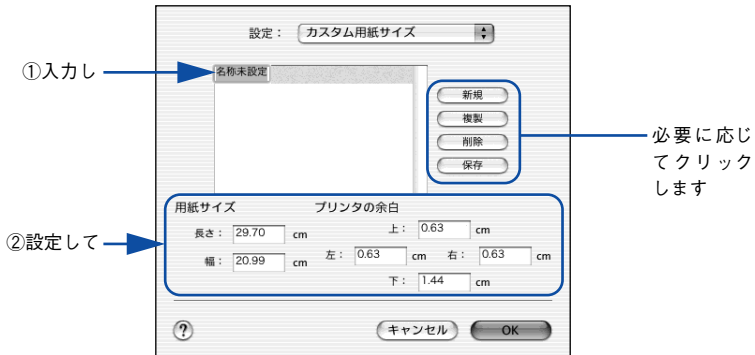 設定： カスタム用紙サイズ
①入力し
名称未設定
新規
複製
削除
保存
必要に応じ
てクリック
します
用紙サイズ プリンタの余白
②設定して
長さ： 29.70 cm
幅： 20.99 cm
上： 0.63 cm
左： 0.63 cm 右： 0.63 cm
下： 1.44 cm
? キャンセル OK